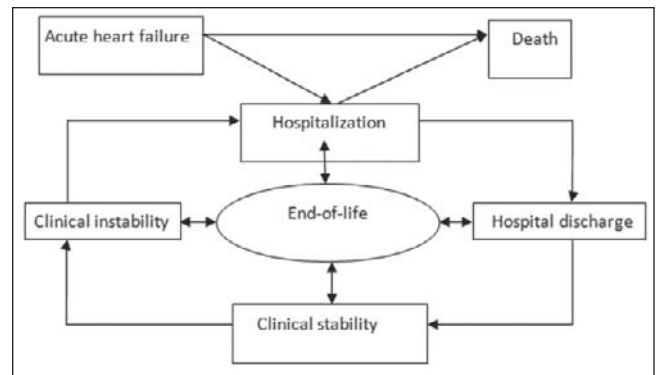 Acute heart failure
Death
Hospitalization
Clinical instability
End-of-life
Hospital discharge
Clinical stability